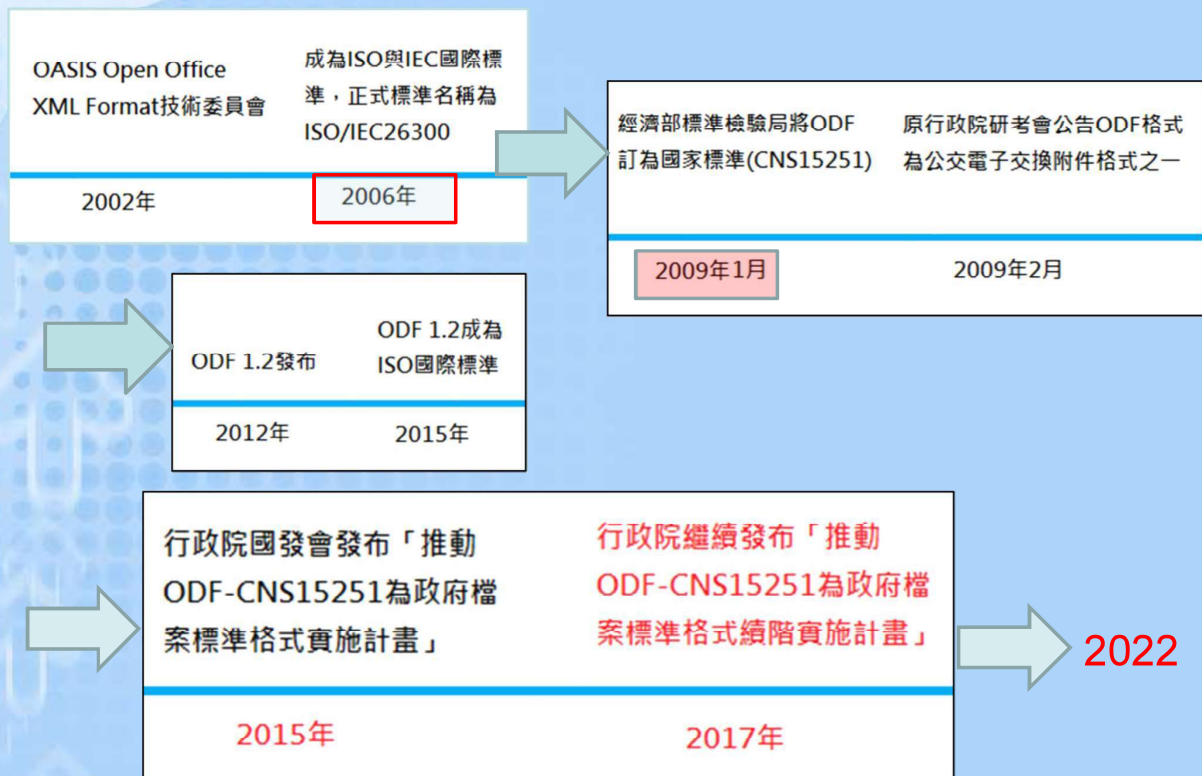 OASIS Open Office
XML Format技術委員會
成為ISO與IEC國際標
準，正式標準名稱為
ISO/IEC26300
2002年
2006年
經濟部標準檢驗局將ODF
訂為國家標準(CNS15251)
原行政院研考會公告ODF格式
為公交電子交換附件格式之一
2009年1月
2009年2月
ODF 1.2發布
ODF 1.2成為
ISO國際標準
2012年
2015年
行政院國發會發布「推動
ODF-CNS15251為政府檔
案標準格式實施計畫」
行政院繼續發布「推動
ODF-CNS15251為政府檔
案標準格式續階實施計畫」
2015年
2017年
2022